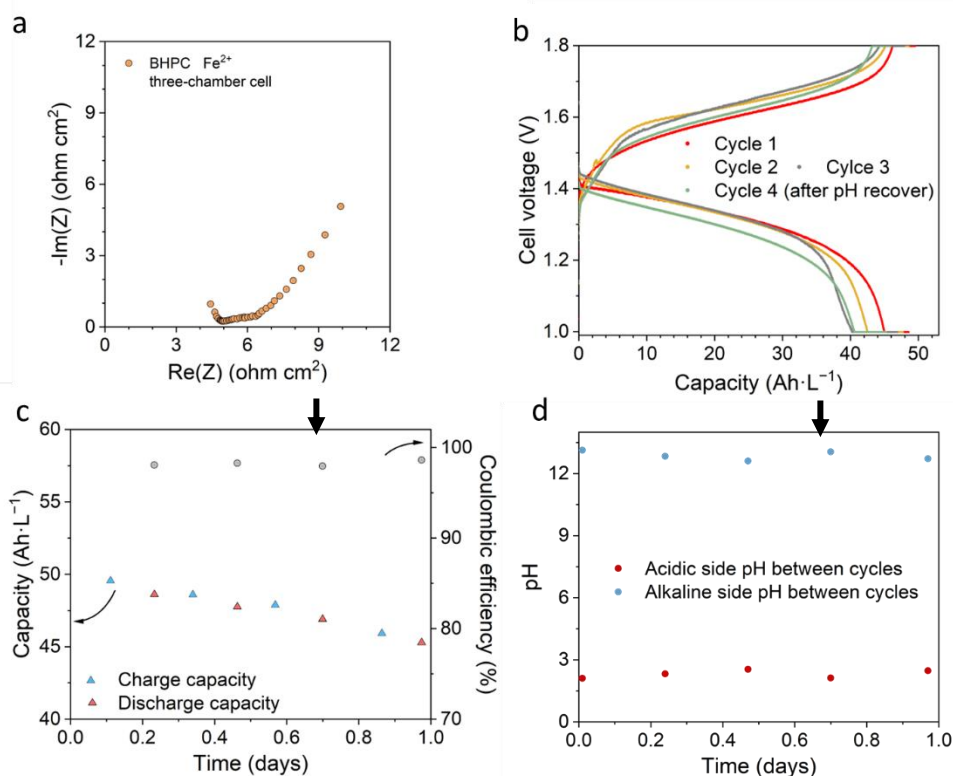 a
12
BHPC Fe²⁺
three-chamber cell
9
6
3
0
0 3 6 9 12
-Im(Z) (ohm cm²)
Re(Z) (ohm cm²)
b
1.8
1.6
1.4
1.2
1.0
0 10 20 30 40 50
Cell voltage (V)
Capacity (Ah·L⁻¹)
Cycle 1
Cycle 2 Cylce 3
Cycle 4 (after pH recover)
c
60
55
50
45
40
100
90
80
70
0.0 0.2 0.4 0.6 0.8 1.0
Capacity (Ah·L⁻¹)
Coulombic efficiency (%)
Charge capacity
Discharge capacity
Time (days)
d
12
9
6
3
0
0.0 0.2 0.4 0.6 0.8 1.0
pH
Acidic side pH between cycles
Alkaline side pH between cycles
Time (days)